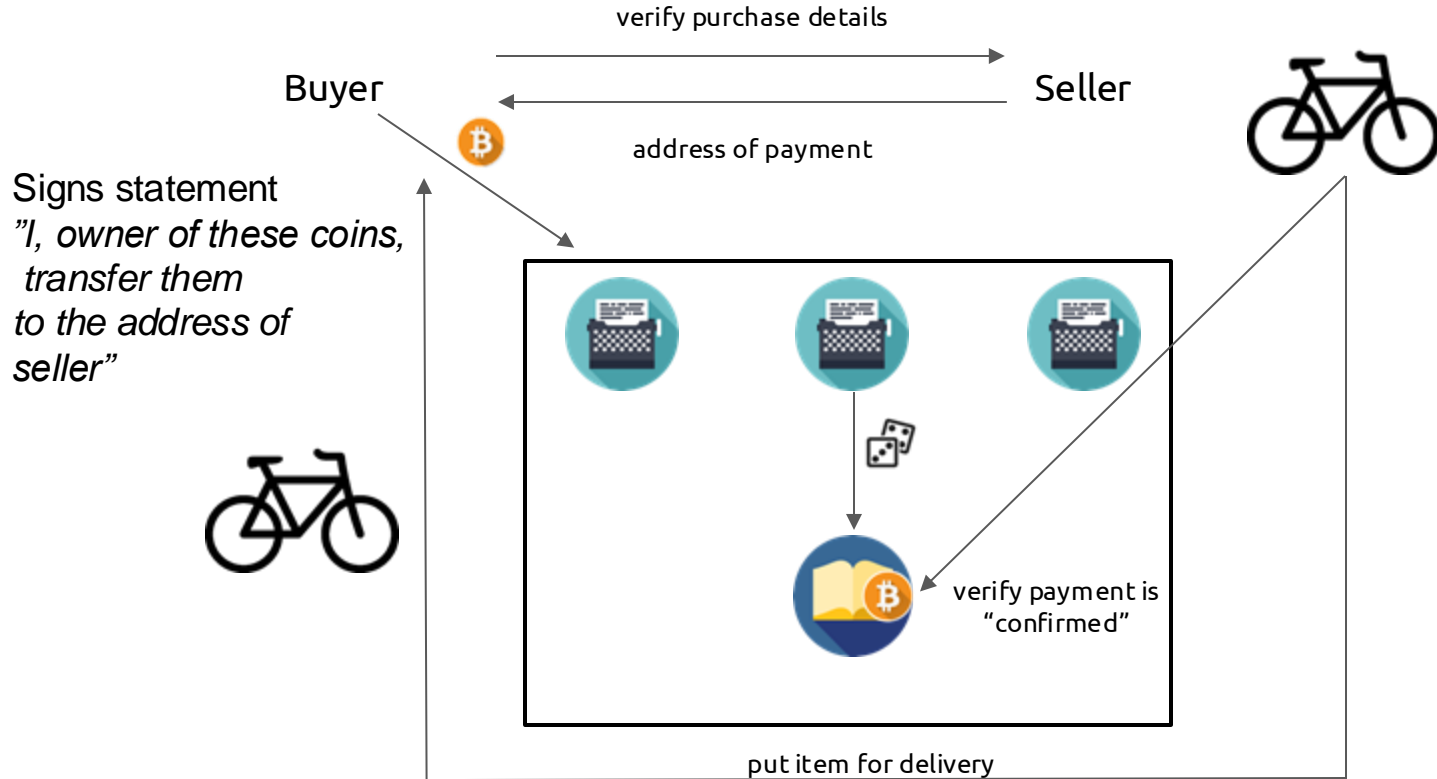 verify purchase details
Buyer
Seller
address of payment
Signs statement
”I, owner of these coins,
transfer them
to the address of
seller”
verify payment is
“confirmed”
put item for delivery